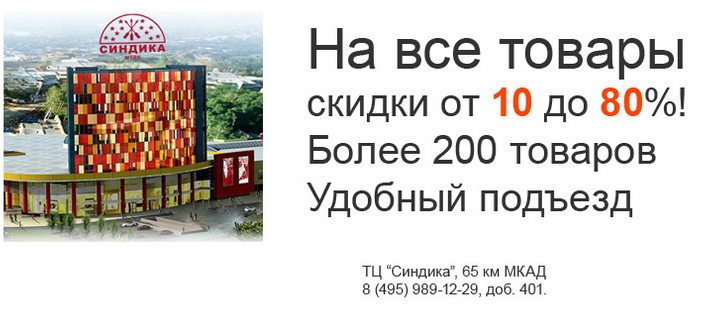 СИНДИКА
МТВК
На все товары
скидки от 10 до 80%!
Более 200 товаров
Удобный подъезд
ТЦ “Синдика”, 65 км МКАД
8 (495) 989-12-29, доб. 401.